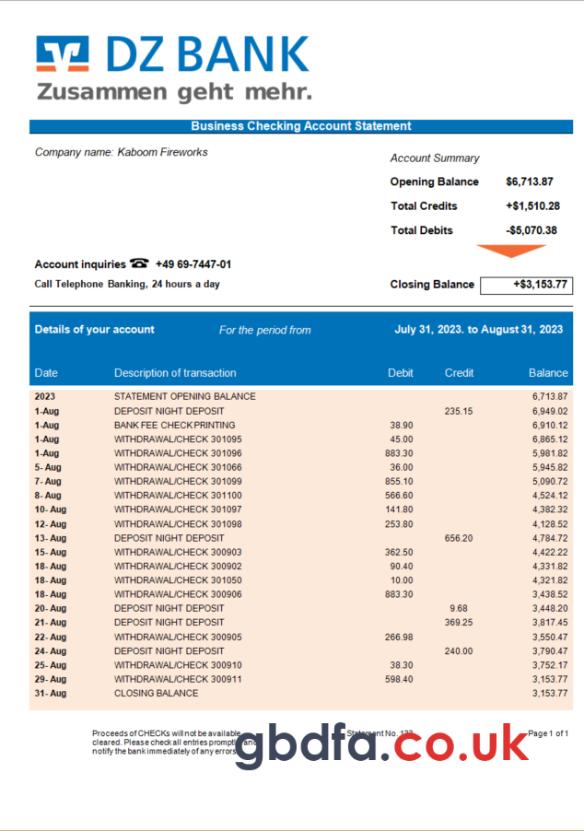 DZ BANK
Zusammen geht mehr.
Business Checking Account Statement
Company name: Kaboom Fireworks
Account Summary
Opening Balance $6,713.87
Total Credits +$1,510.28
Total Debits -$5,070.38
Account inquiries ☎ +49 69-7447-01
Call Telephone Banking, 24 hours a day
Closing Balance +$3,153.77
Details of your account For the period from July 31, 2023. to August 31, 2023
Date Description of transaction Debit Credit Balance
2023 STATEMENT OPENING BALANCE 6,713.87
1-Aug DEPOSIT NIGHT DEPOSIT 235.15 6,949.02
1-Aug BANK FEE CHECK PRINTING 38.90 6,910.12
1-Aug WITHDRAWAL/CHECK 301095 45.00 6,865.12
1-Aug WITHDRAWAL/CHECK 301096 883.30 5,981.82
5- Aug WITHDRAWAL/CHECK 301066 36.00 5,945.82
7- Aug WITHDRAWAL/CHECK 301099 855.10 5,090.72
8- Aug WITHDRAWAL/CHECK 301100 566.60 4,524.12
10- Aug WITHDRAWAL/CHECK 301097 141.80 4,382.32
12- Aug WITHDRAWAL/CHECK 301098 253.80 4,128.52
13- Aug DEPOSIT NIGHT DEPOSIT 656.20 4,784.72
15- Aug WITHDRAWAL/CHECK 300903 362.50 4,422.22
18- Aug WITHDRAWAL/CHECK 300902 90.40 4,331.82
18- Aug WITHDRAWAL/CHECK 301050 10.00 4,321.82
18- Aug WITHDRAWAL/CHECK 300906 883.30 3,438.52
20- Aug DEPOSIT NIGHT DEPOSIT 9.68 3,448.20
21- Aug DEPOSIT NIGHT DEPOSIT 369.25 3,817.45
22- Aug WITHDRAWAL/CHECK 300905 266.98 3,550.47
24- Aug DEPOSIT NIGHT DEPOSIT 240.00 3,790.47
25- Aug WITHDRAWAL/CHECK 300910 38.30 3,752.17
29- Aug WITHDRAWAL/CHECK 300911 598.40 3,153.77
31- Aug CLOSING BALANCE 3,153.77
Proceeds of CHECKs will not be available Statement No. Page 1 of 1
cleared. Please check all entries promptly and
notify the bank immediately of any errors
gbdfa.co.uk